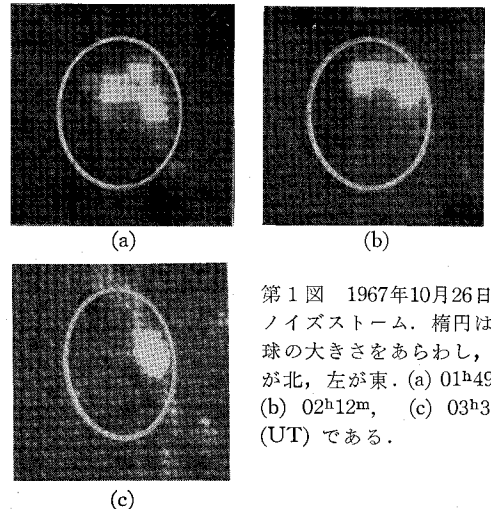 (a)
(b)
(c)
第1図 1967年10月26日
ノイズストーム．楕円は
球の大きさをあらわし，
が北，左が東．(a) 01ʰ49
(b) 02ʰ12ᵐ， (c) 03ʰ3
(UT) である．